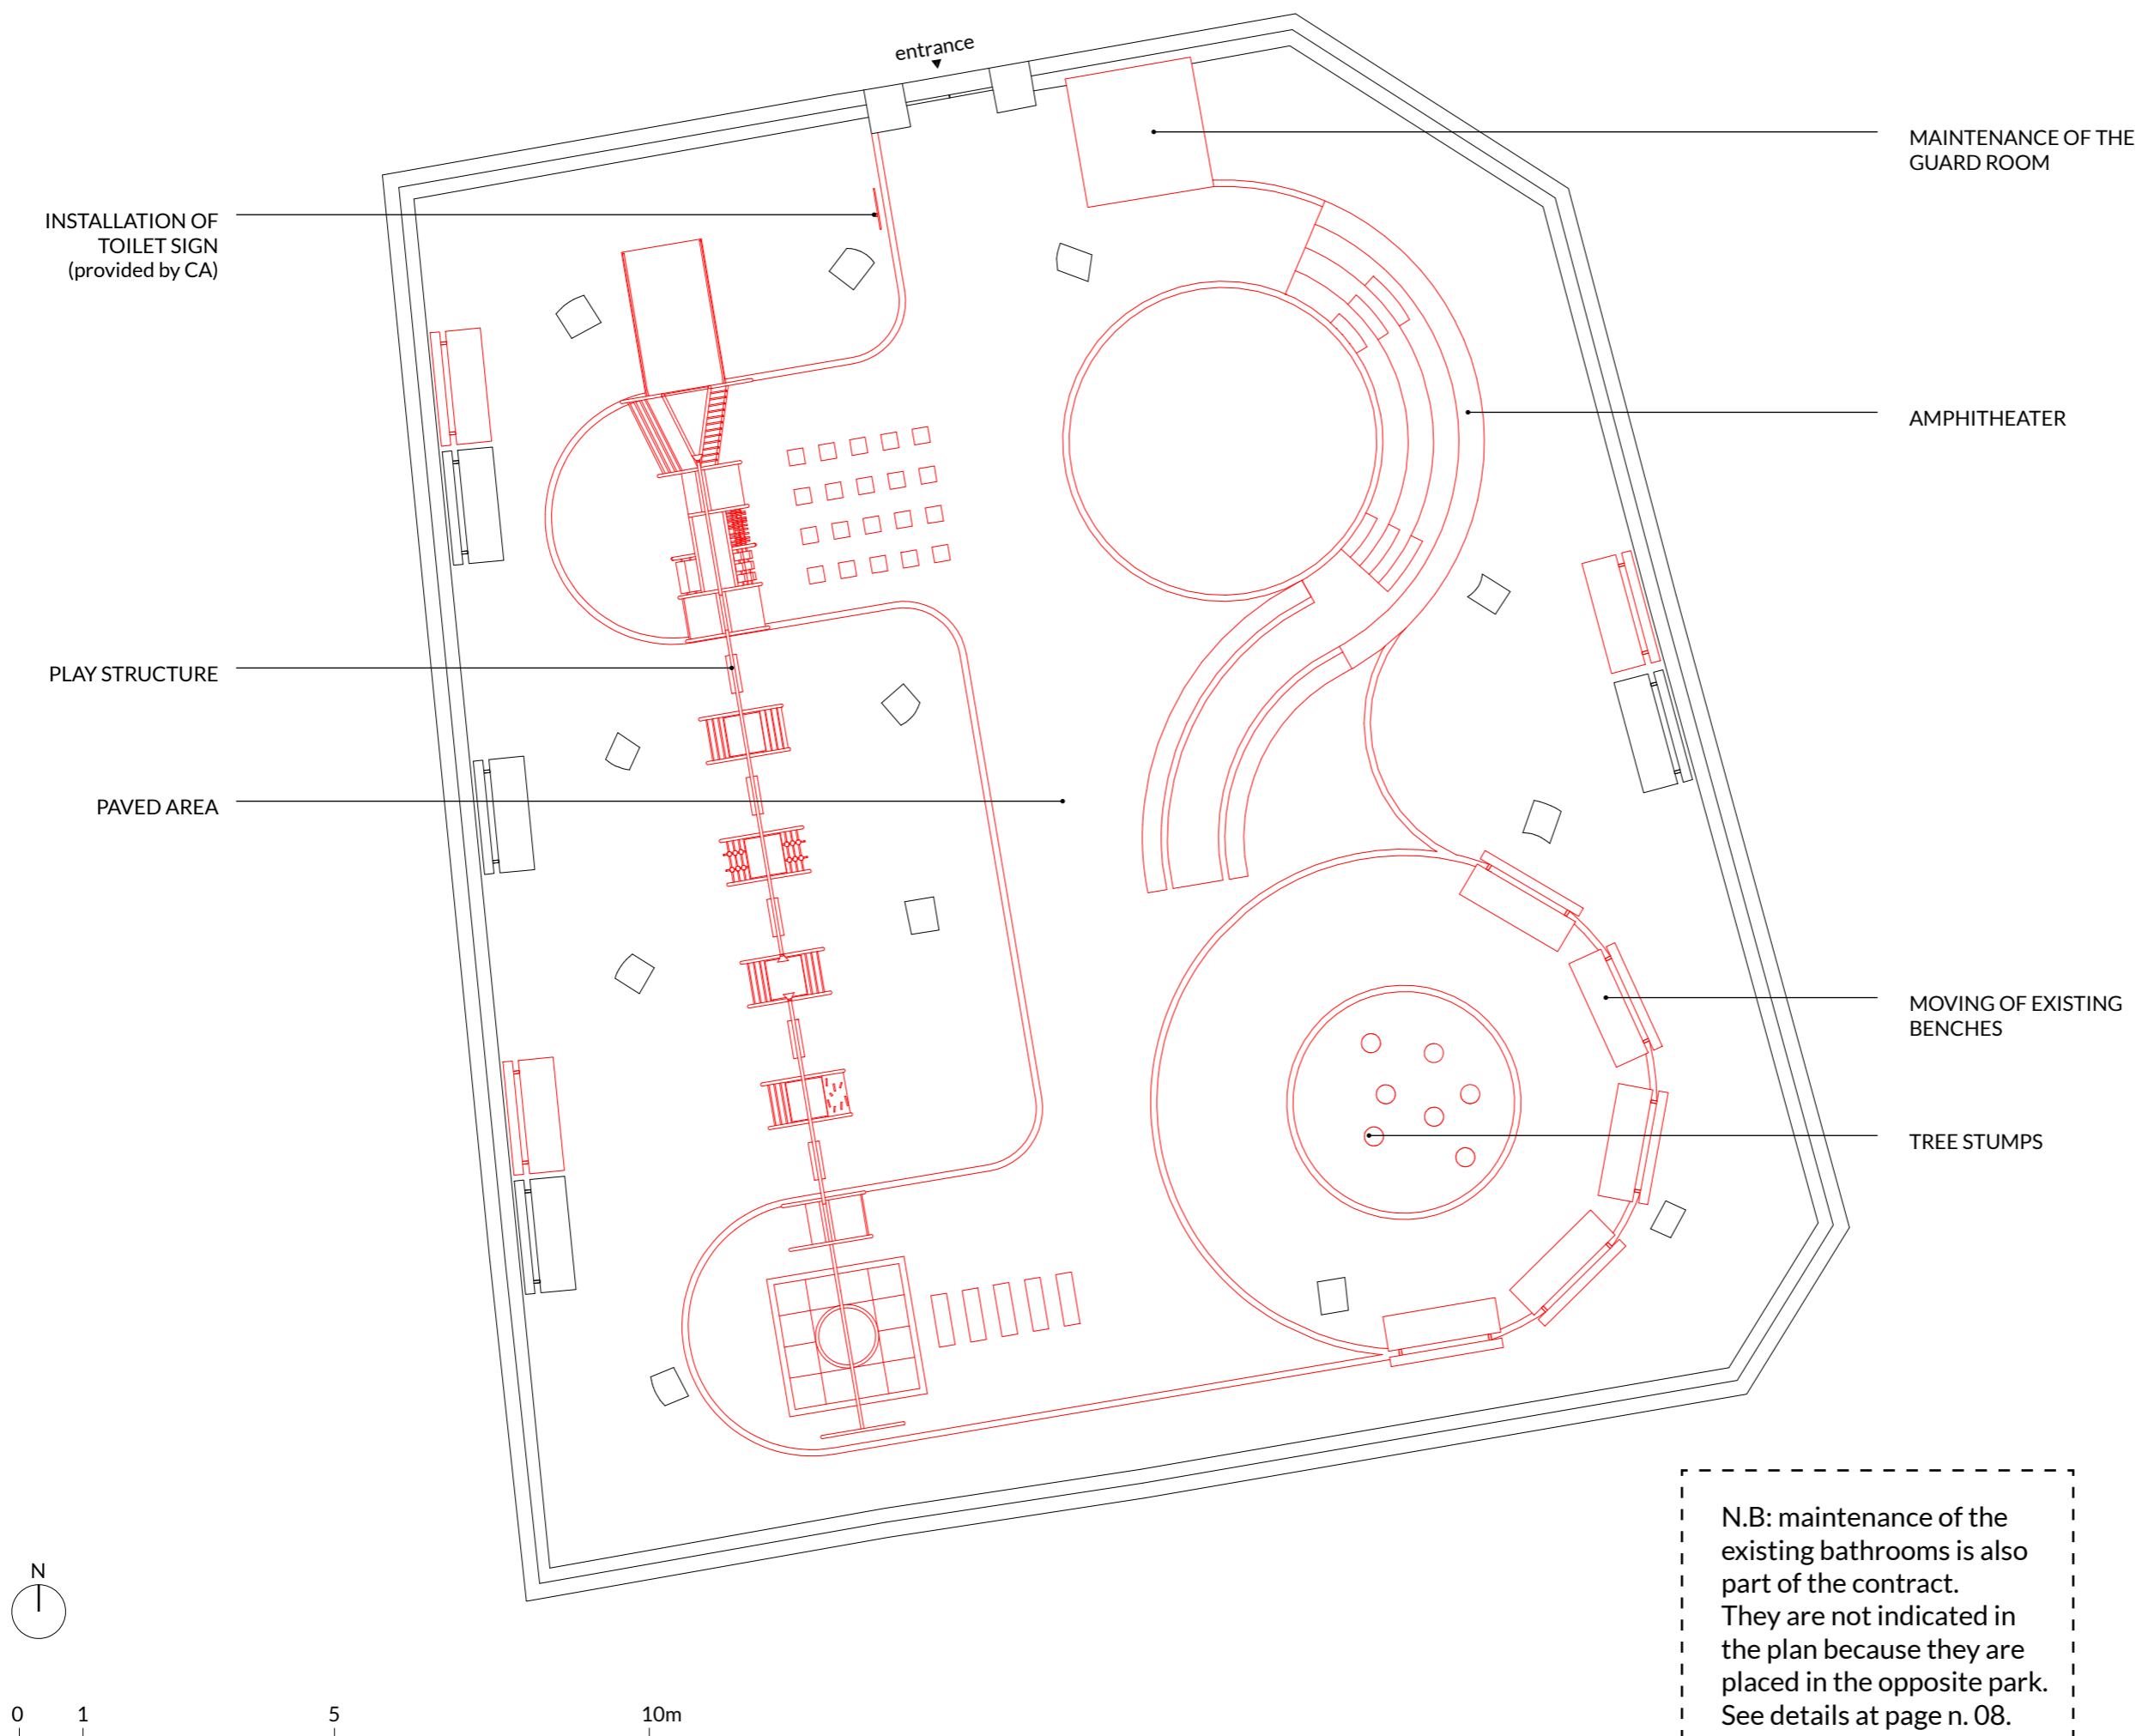 entrance
MAINTENANCE OF THE
GUARD ROOM
INSTALLATION OF
TOILET SIGN
(provided by CA)
AMPHITHEATER
PLAY STRUCTURE
PAVED AREA
MOVING OF EXISTING
BENCHES
TREE STUMPS
N.B: maintenance of the
existing bathrooms is also
part of the contract.
They are not indicated in
the plan because they are
placed in the opposite park.
See details at page n. 08.
N
0 1 5 10m